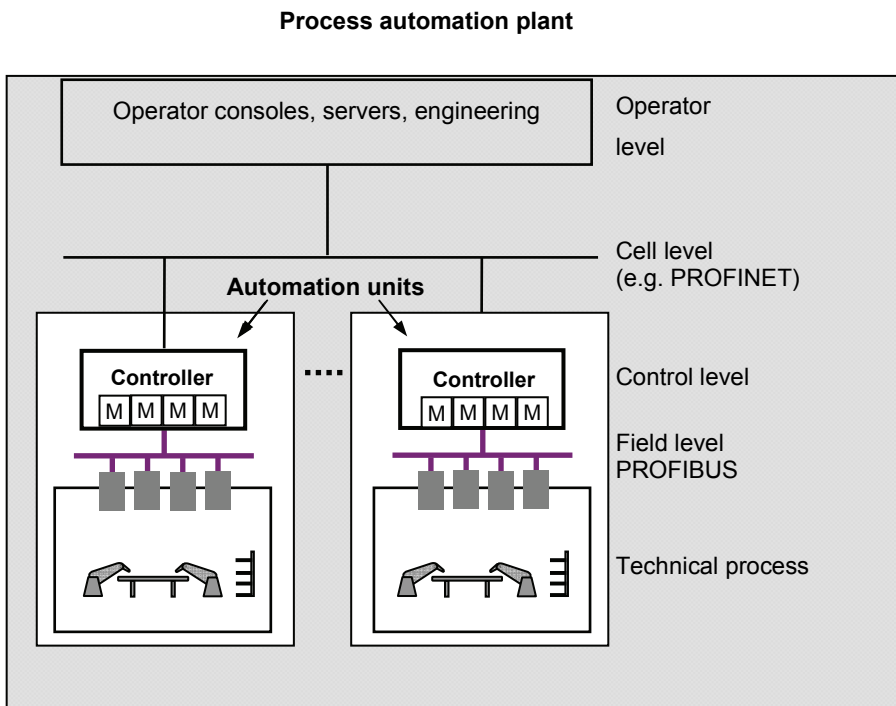 Process automation plant
Operator consoles, servers, engineering
Operator
level
Cell level
(e.g. PROFINET)
Automation units
Controller
M M M M
....
Controller
M M M M
Control level
Field level
PROFIBUS
Technical process